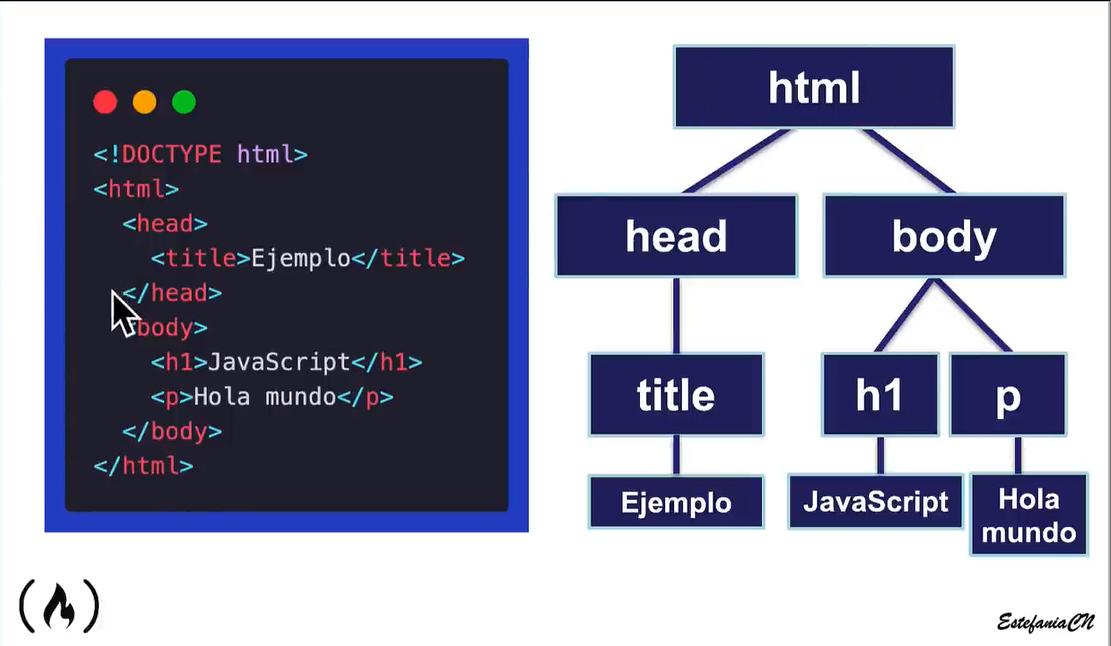 <!DOCTYPE html>
<html>
<head>
<title>Ejemplo</title>
</head>
body>
<h1>JavaScript</h1>
<p>Hola mundo</p>
</body>
</html>
html
head
body
title
h1
p
Ejemplo
JavaScript
Hola
mundo
EstefaniaCN